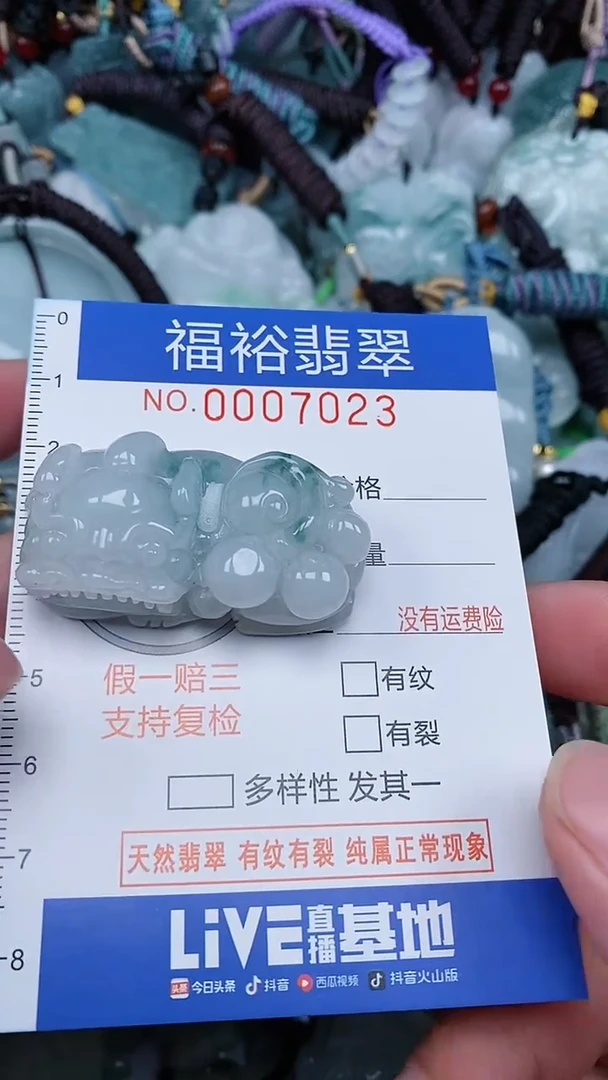 0
福裕翡翠
1
NO.0007023
2
格
量
没有运费险
5
假一赔三
有纹
支持复检
有裂
6
多样性 发其一
7
天然翡翠 有纹有裂 纯属正常现象
8
LiVE直播基地
头条 今日头条 抖音 西瓜视频 抖音火山版